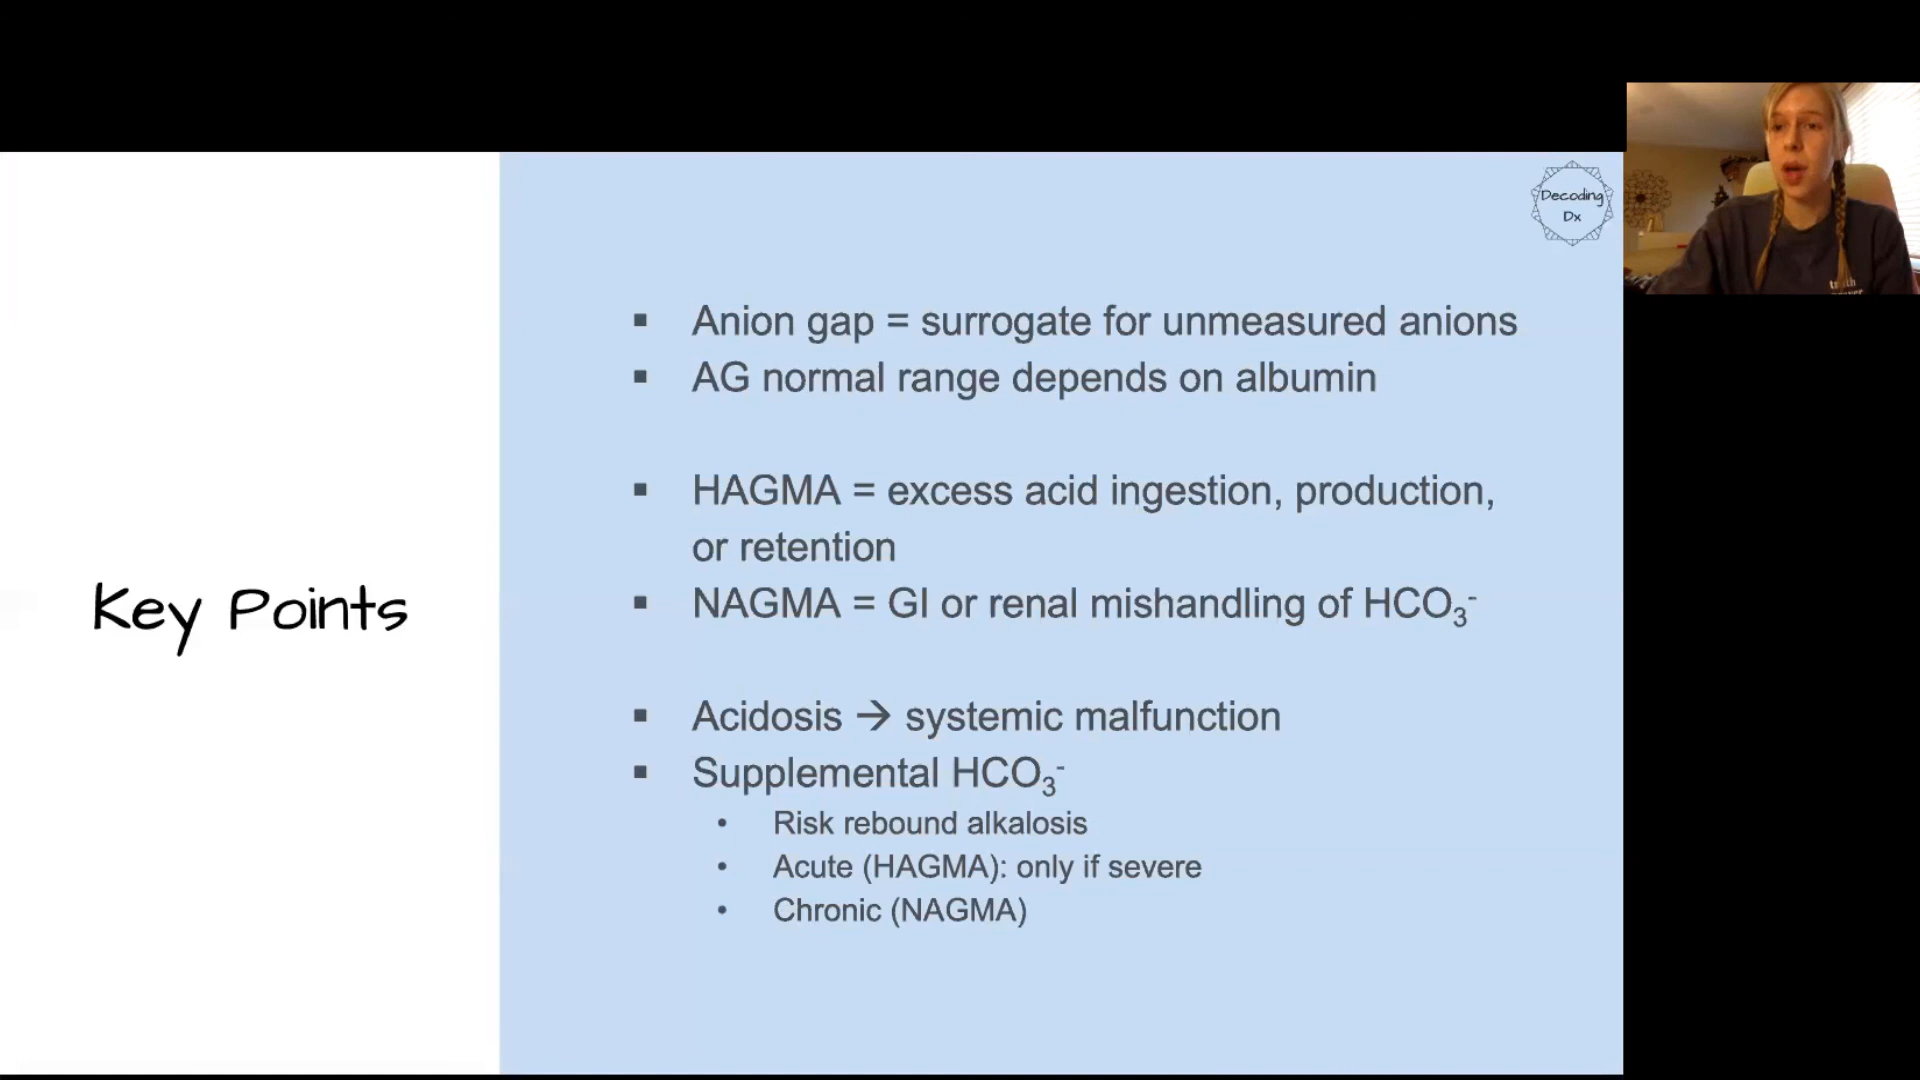 Decoding
Dx
Key Points
▪ Anion gap = surrogate for unmeasured anions
▪ AG normal range depends on albumin
▪ HAGMA = excess acid ingestion, production,
or retention
▪ NAGMA = GI or renal mishandling of HCO₃⁻
▪ Acidosis → systemic malfunction
▪ Supplemental HCO₃⁻
• Risk rebound alkalosis
• Acute (HAGMA): only if severe
• Chronic (NAGMA)